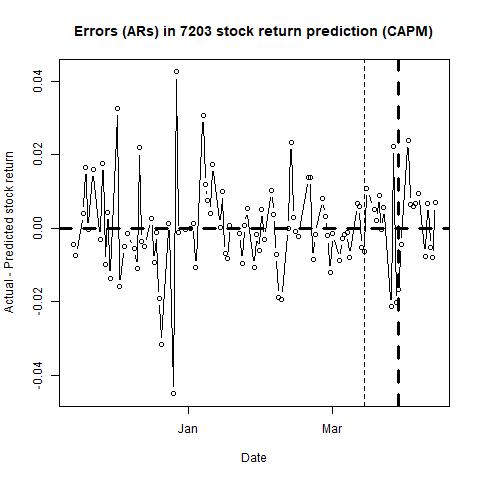 Errors (ARs) in 7203 stock return prediction (CAPM)
Actual - Predicted stock return
0.04
0.02
0.00
-0.02
-0.04
Jan
Mar
Date